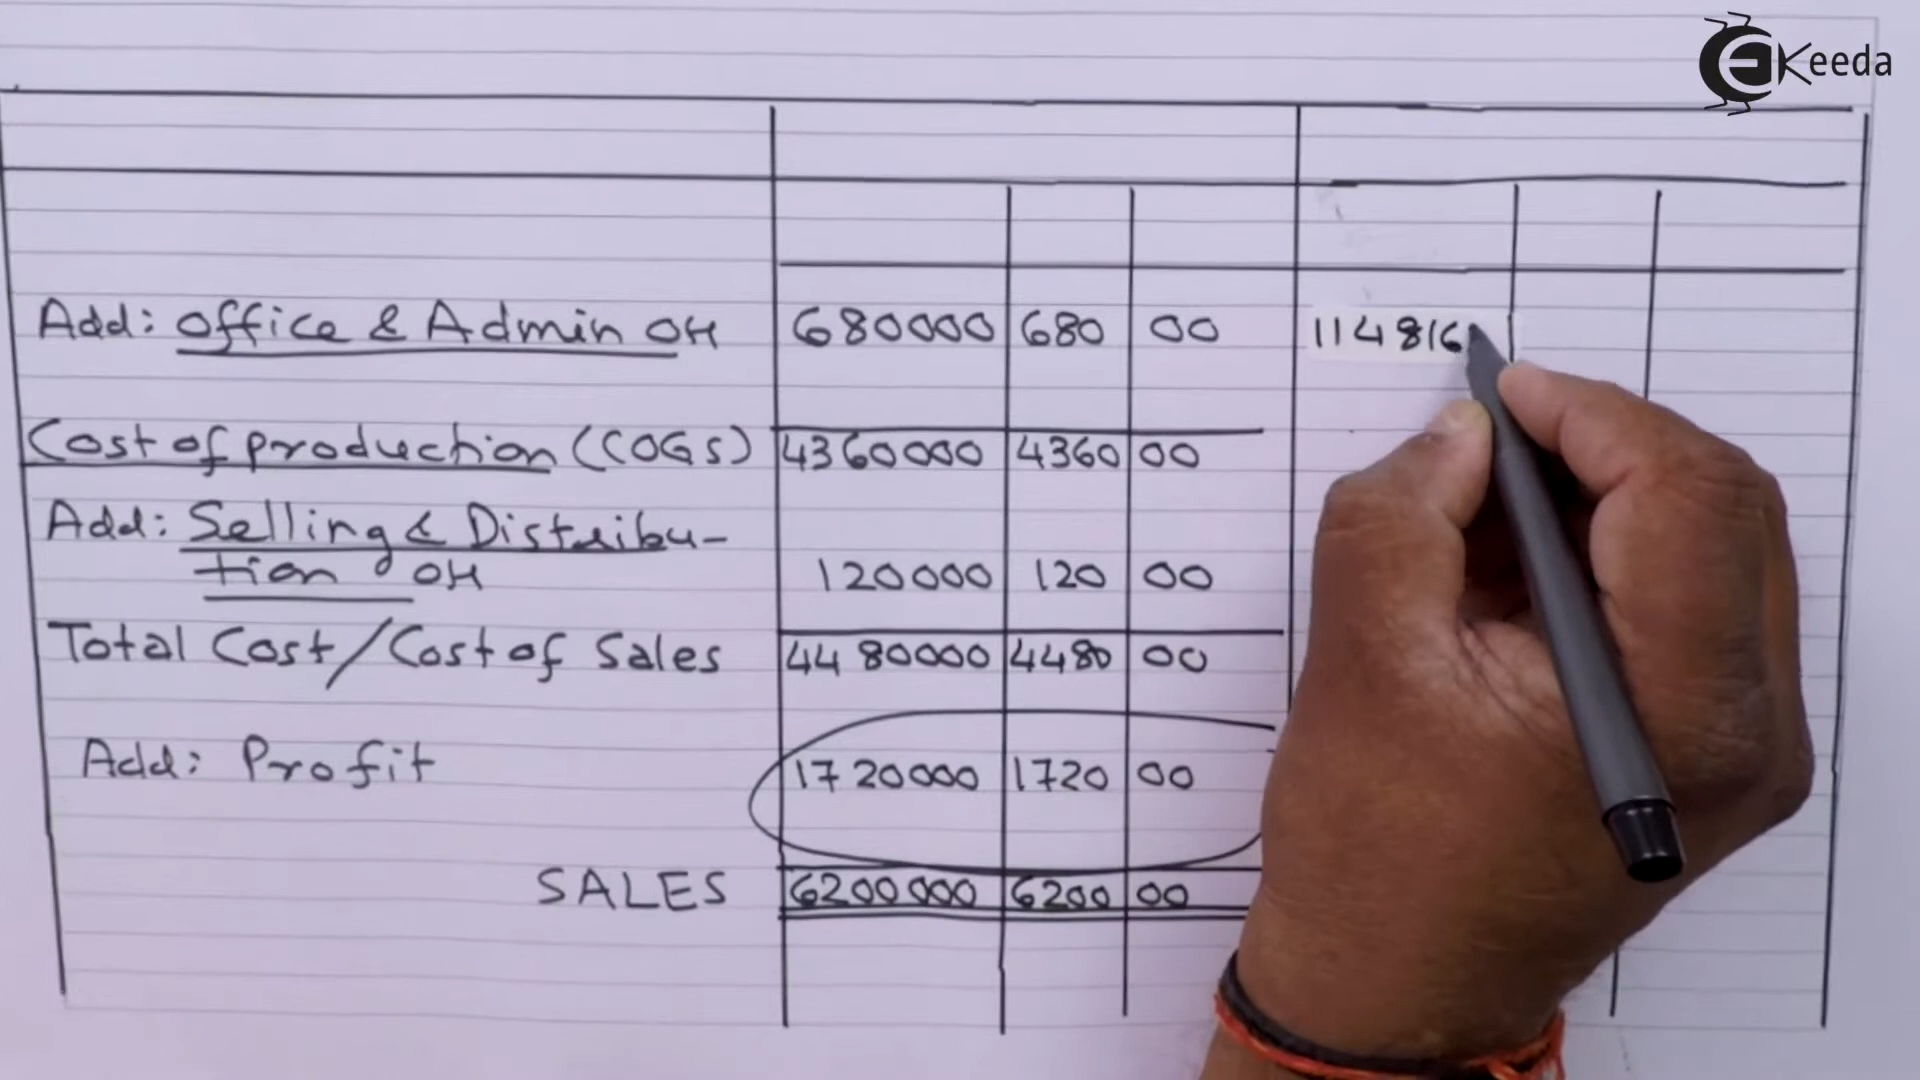 EKeeda
Add: Office & Admin OH 680000 680 00 114816
Cost of production (COGS) 4360000 4360 00
Add: Selling & Distribu-
tion OH 120000 120 00
Total Cost/Cost of Sales 4480000 4480 00
Add: Profit 1720000 1720 00
SALES 6200000 6200 00